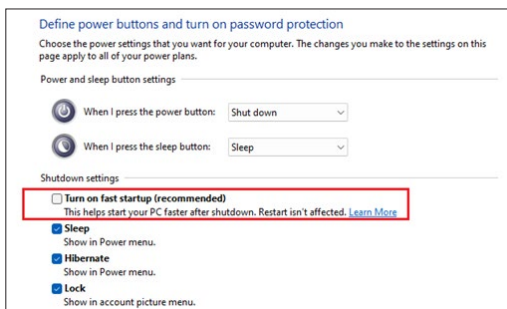 Define power buttons and turn on password protection
Choose the power settings that you want for your computer. The changes you make to the settings on this
page apply to all of your power plans.
Power and sleep button settings
When I press the power button: Shut down
When I press the sleep button: Sleep
Shutdown settings
Turn on fast startup (recommended)
This helps start your PC faster after shutdown. Restart isn't affected. Learn More
Sleep
Show in Power menu.
Hibernate
Show in Power menu.
Lock
Show in account picture menu.